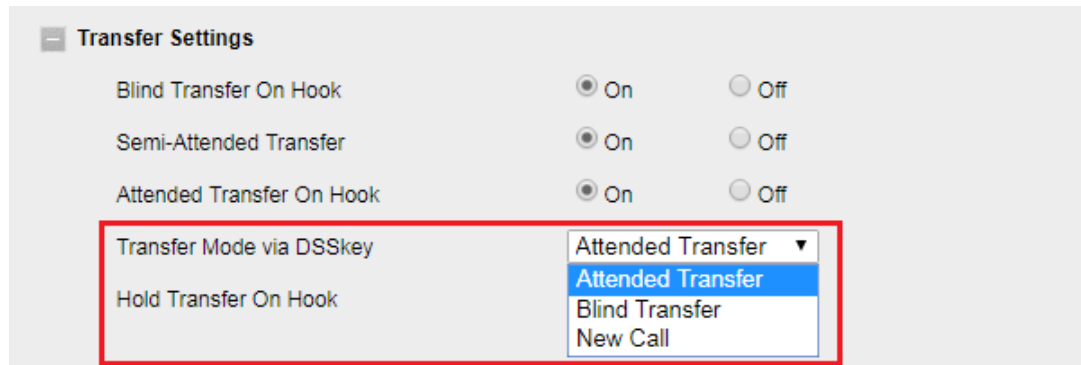 Transfer Settings
Blind Transfer On Hook On Off
Semi-Attended Transfer On Off
Attended Transfer On Hook On Off
Transfer Mode via DSSkey Attended Transfer
Attended Transfer
Hold Transfer On Hook
Blind Transfer
New Call